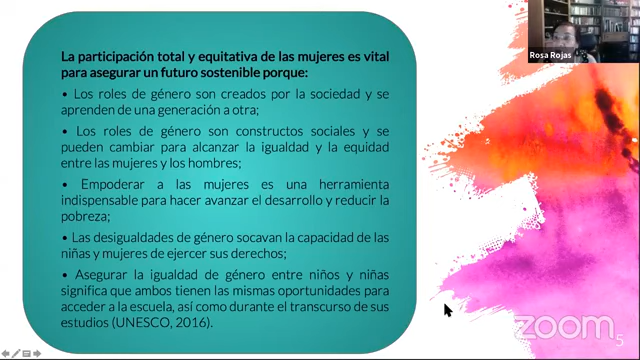 La participación total y equitativa de las mujeres es vital
para asegurar un futuro sostenible porque:
• Los roles de género son creados por la sociedad y se
aprenden de una generación a otra;
• Los roles de género son constructos sociales y se
pueden cambiar para alcanzar la igualdad y la equidad
entre las mujeres y los hombres;
• Empoderar a las mujeres es una herramienta
indispensable para hacer avanzar el desarrollo y reducir la
pobreza;
• Las desigualdades de género socavan la capacidad de las
niñas y mujeres de ejercer sus derechos;
• Asegurar la igualdad de género entre niños y niñas
significa que ambos tienen las mismas oportunidades para
acceder a la escuela, así como durante el transcurso de sus
estudios (UNESCO, 2016).
Rosa Rojas
zoom
5